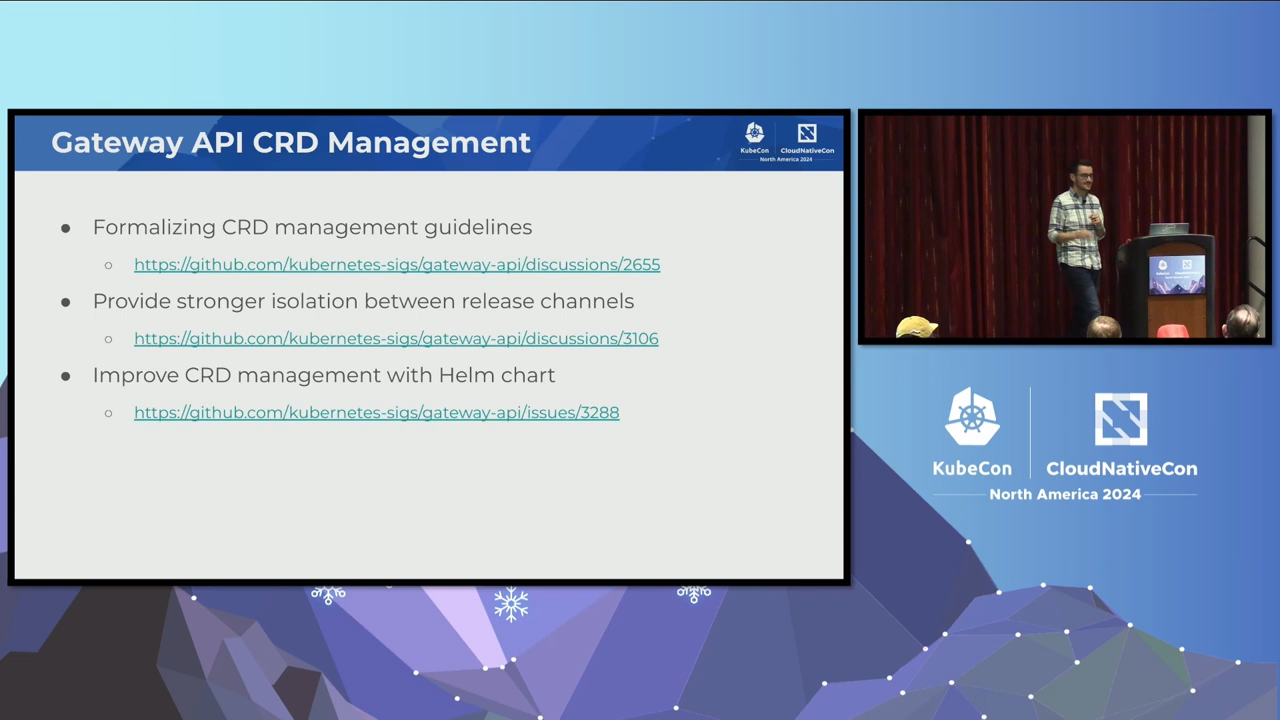 Gateway API CRD Management
KubeCon
CloudNativeCon
North America 2024
● Formalizing CRD management guidelines
○ https://github.com/kubernetes-sigs/gateway-api/discussions/2655
● Provide stronger isolation between release channels
○ https://github.com/kubernetes-sigs/gateway-api/discussions/3106
● Improve CRD management with Helm chart
○ https://github.com/kubernetes-sigs/gateway-api/issues/3288
KubeCon
CloudNativeCon
North America 2024